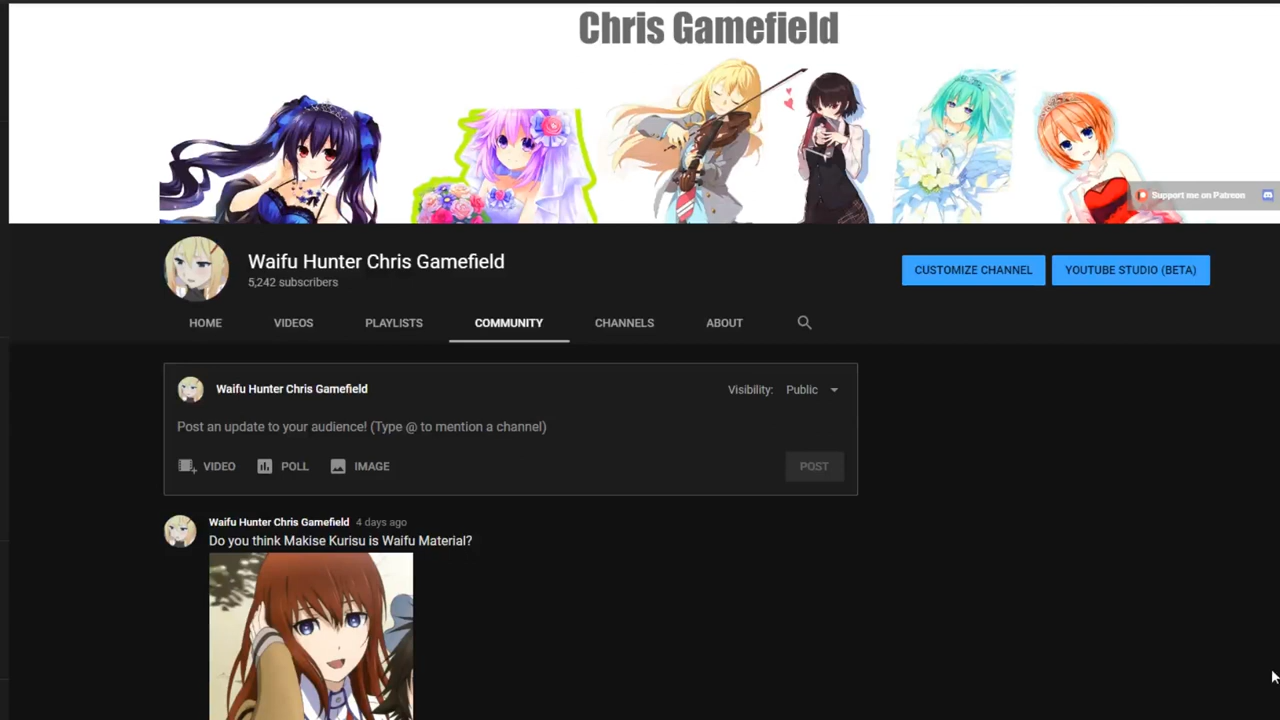 Chris Gamefield
Support me on Patreon
Waifu Hunter Chris Gamefield
5,242 subscribers
CUSTOMIZE CHANNEL
YOUTUBE STUDIO (BETA)
HOME
VIDEOS
PLAYLISTS
COMMUNITY
CHANNELS
ABOUT
Waifu Hunter Chris Gamefield
Visibility: Public
Post an update to your audience! (Type @ to mention a channel)
VIDEO
POLL
IMAGE
POST
Waifu Hunter Chris Gamefield 4 days ago
Do you think Makise Kurisu is Waifu Material?